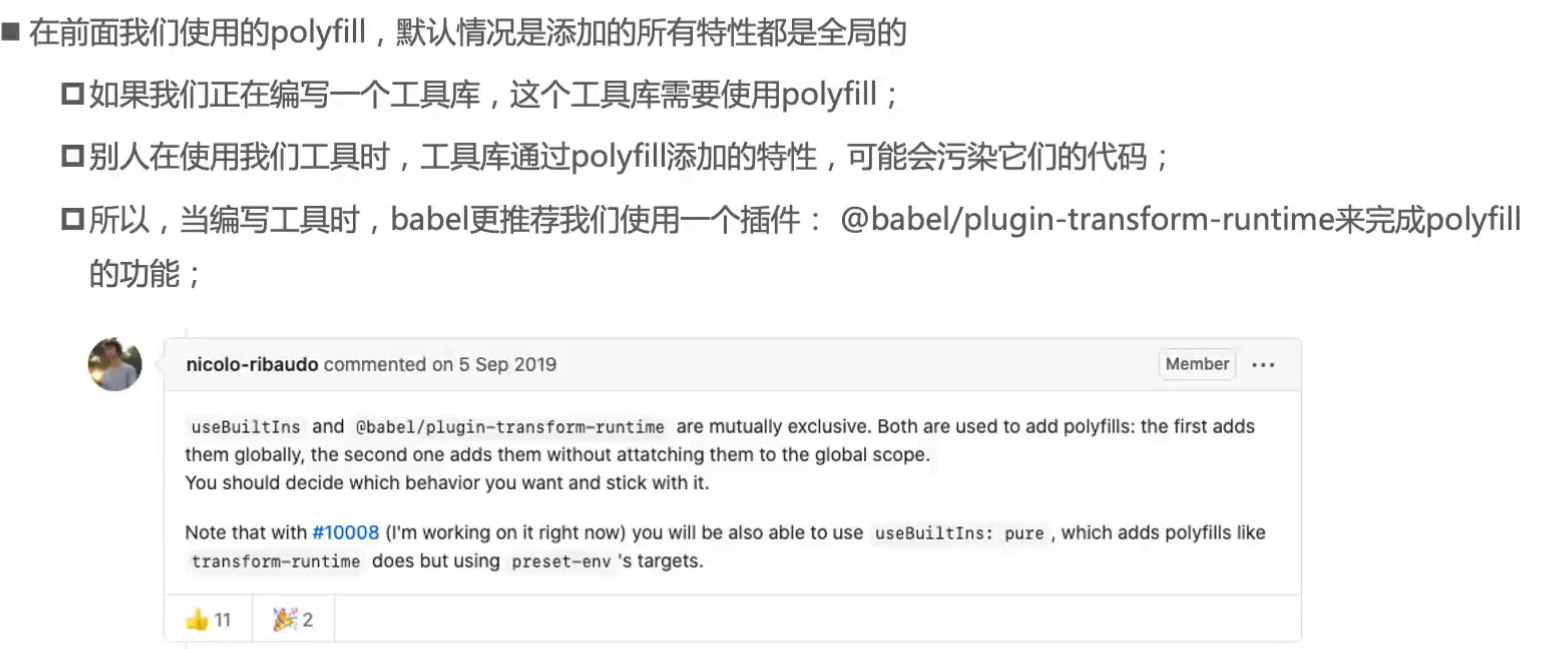 在前面我们使用的polyfill，默认情况是添加的所有特性都是全局的
如果我们正在编写一个工具库，这个工具库需要使用polyfill；
别人在使用我们工具时，工具库通过polyfill添加的特性，可能会污染它们的代码；
所以，当编写工具时，babel更推荐我们使用一个插件： @babel/plugin-transform-runtime来完成polyfill
的功能；
nicolo-ribaudo commented on 5 Sep 2019
Member ···
useBuiltIns and @babel/plugin-transform-runtime are mutually exclusive. Both are used to add polyfills: the first adds
them globally, the second one adds them without attatching them to the global scope.
You should decide which behavior you want and stick with it.
Note that with #10008 (I'm working on it right now) you will be also able to use useBuiltIns: pure , which adds polyfills like
transform-runtime does but using preset-env 's targets.
👍 11 🎉 2